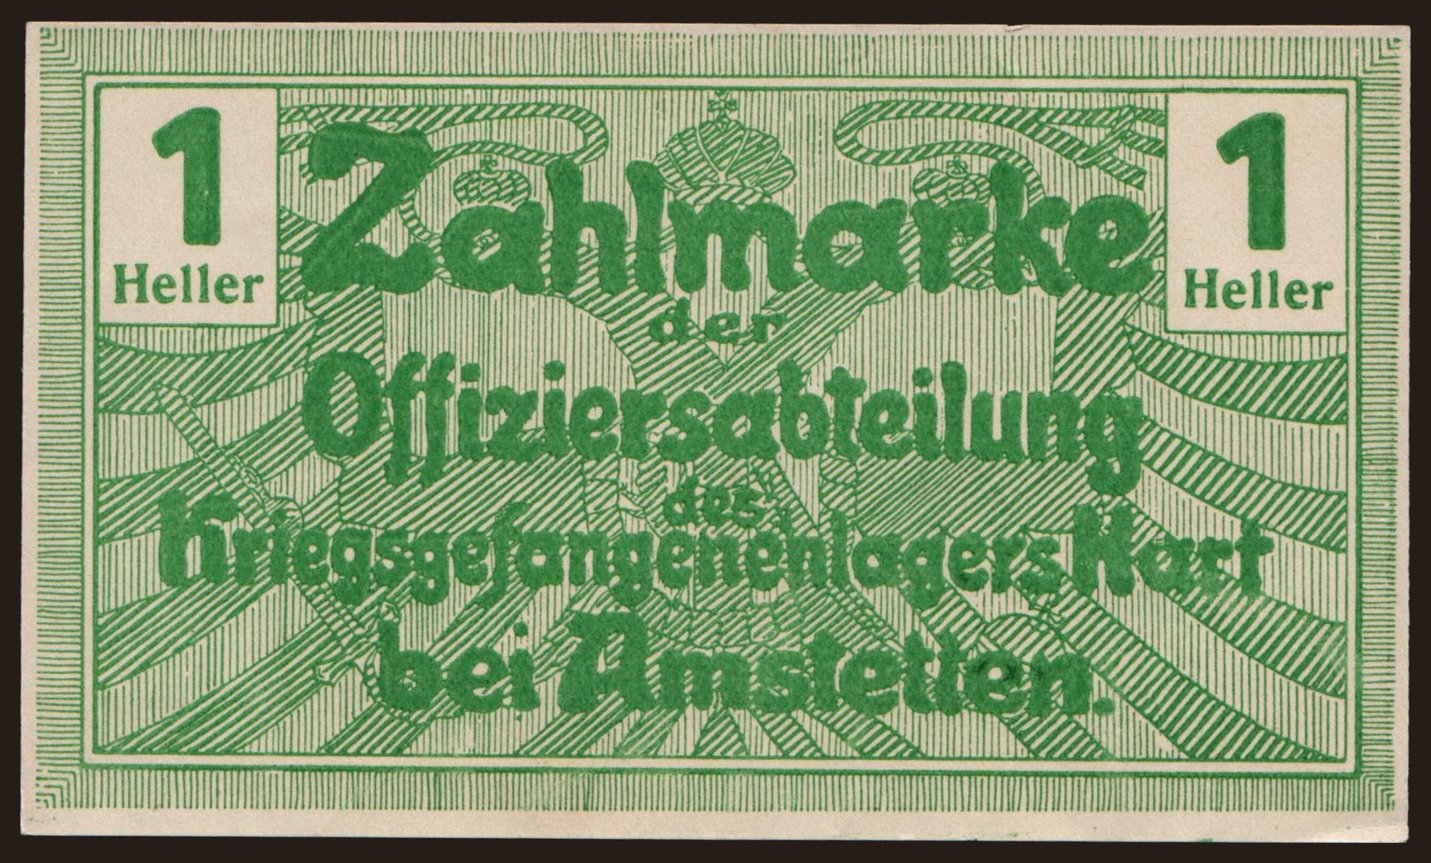 1
Heller
1
Heller
Zahlmarke
der
Offiziersabteilung
des
Kriegsgefangenenlagers Hart
bei Amstetten.